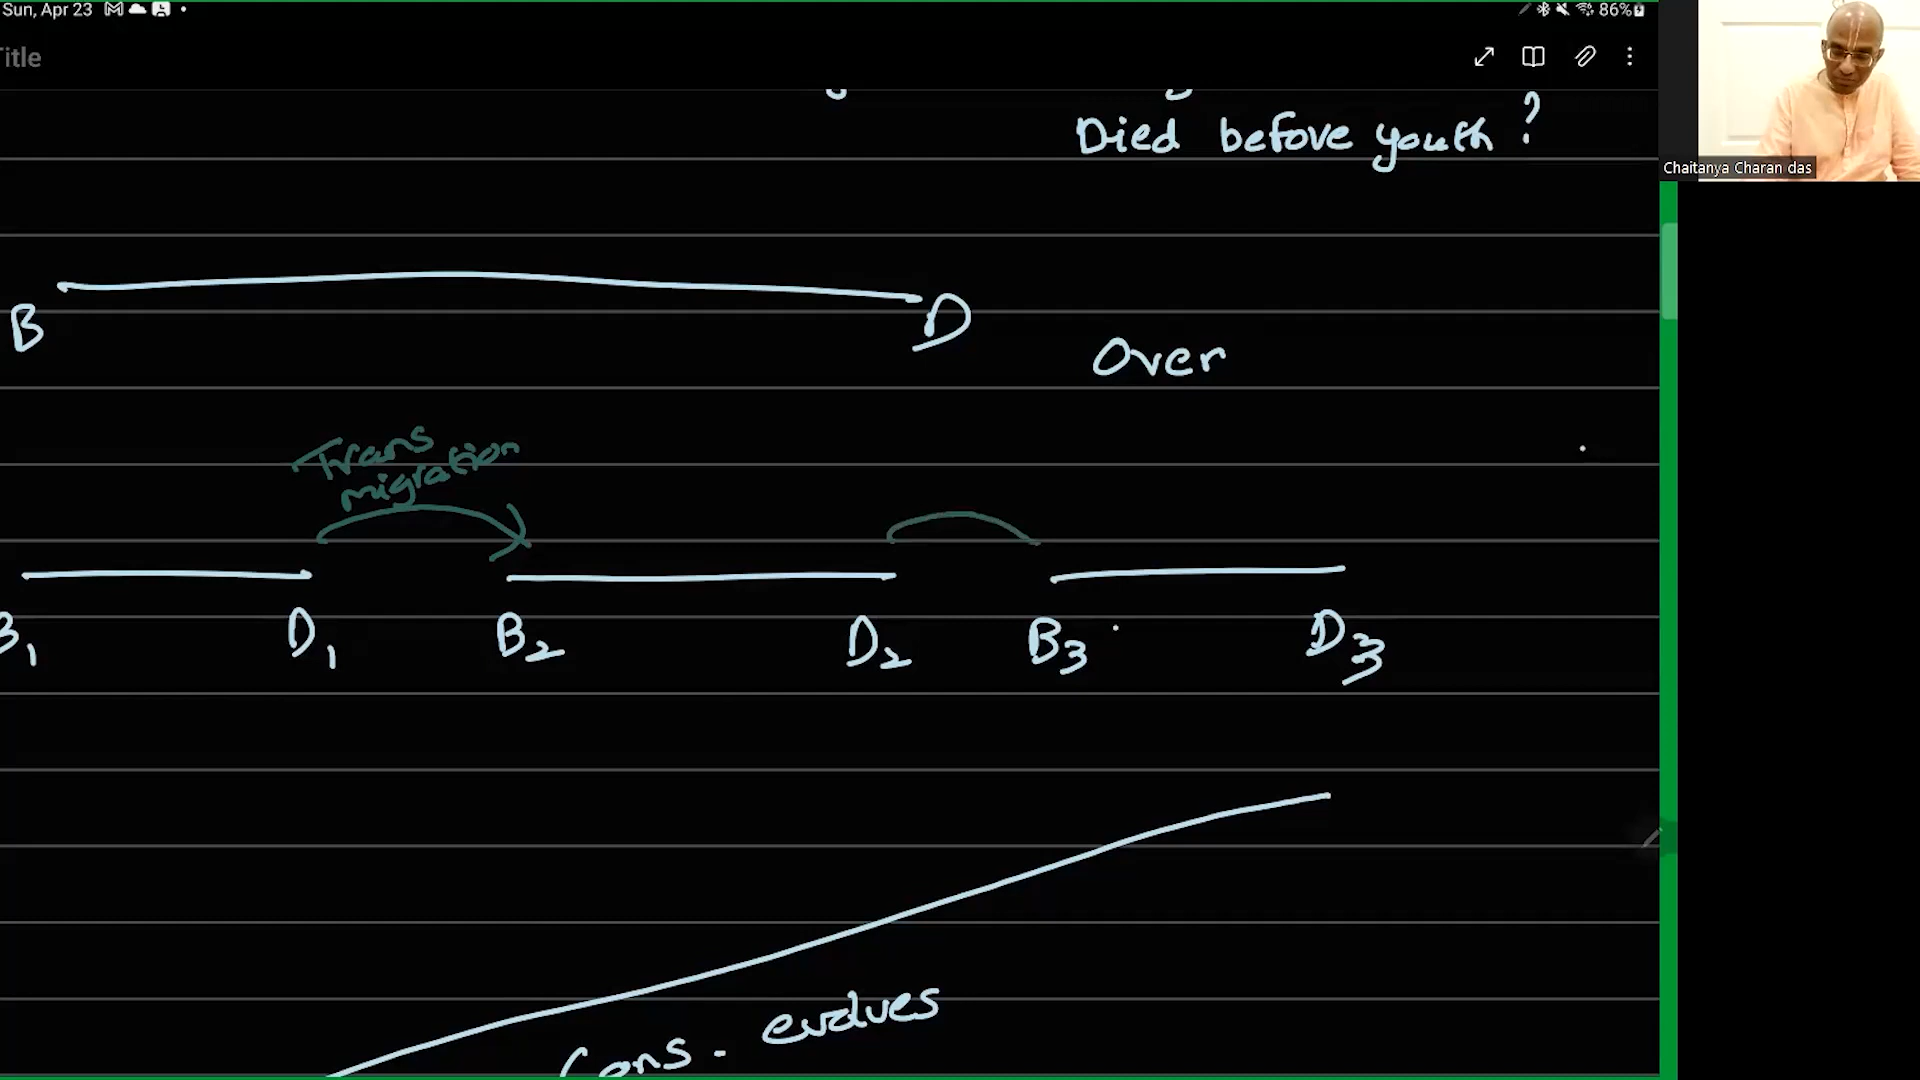 Sun, Apr 23
86%
Title
Died before youth ?
B
D
Over
Trans
migration
B1 D1 B2 D2 B3 D3
Cons. evolves
Chaitanya Charan das